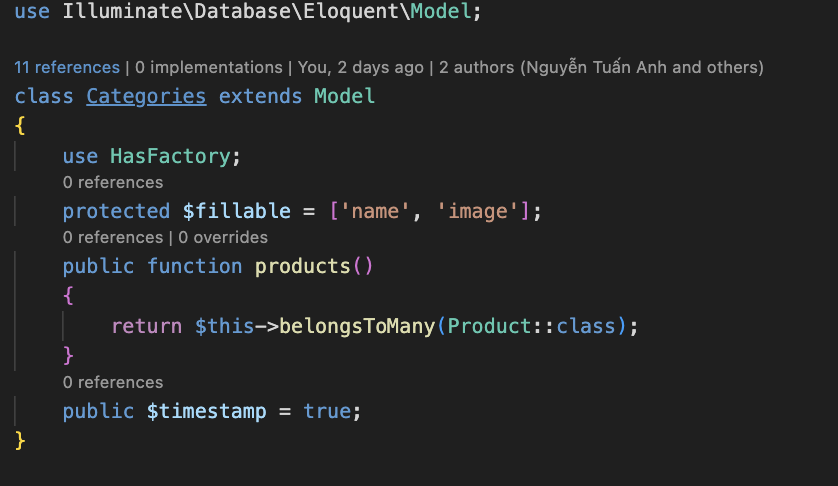 use Illuminate\Database\Eloquent\Model;
11 references | 0 implementations | You, 2 days ago | 2 authors (Nguyễn Tuấn Anh and others)
class Categories extends Model
{
use HasFactory;
0 references
protected $fillable = ['name', 'image'];
0 references | 0 overrides
public function products()
{
return $this->belongsToMany(Product::class);
}
0 references
public $timestamp = true;
}